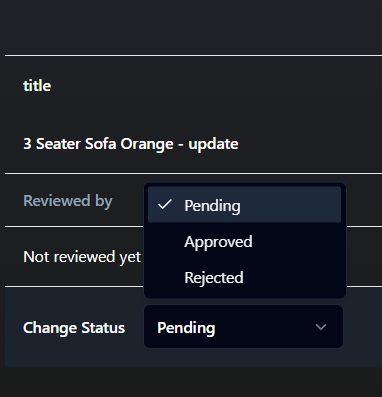 title
3 Seater Sofa Orange - update
Reviewed by
Pending
Approved
Rejected
Not reviewed yet
Change Status
Pending